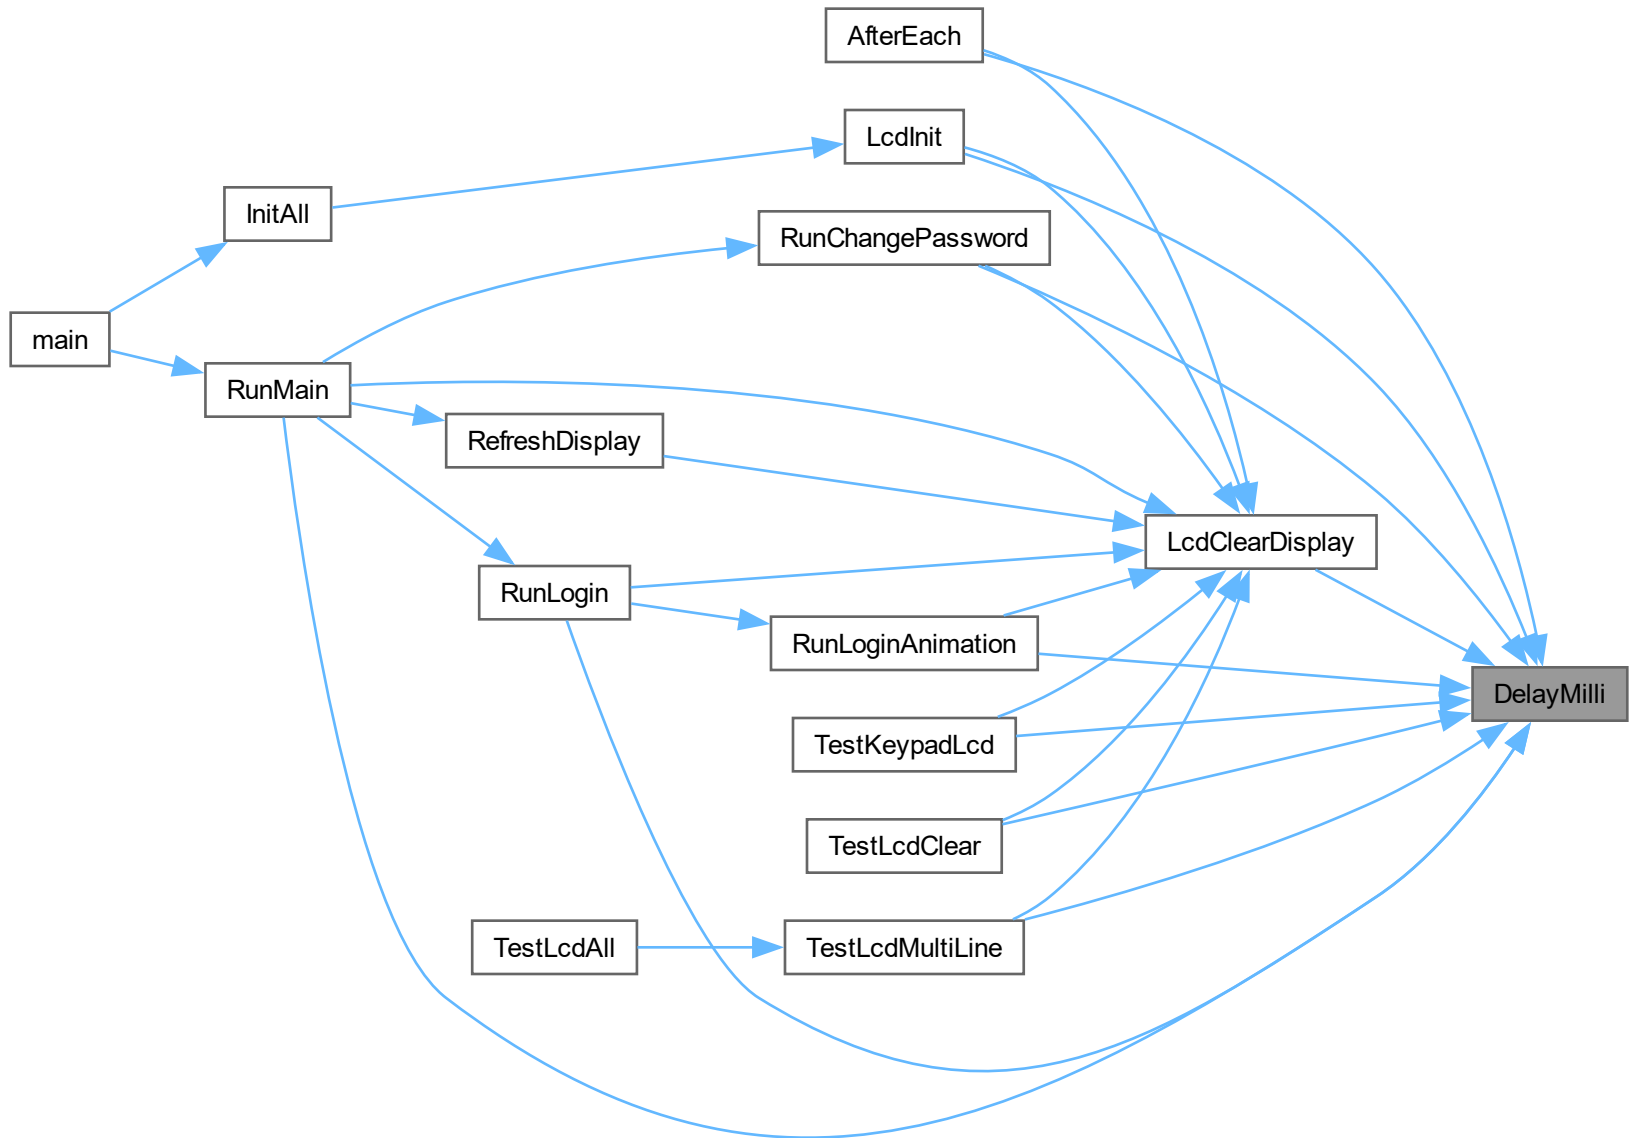 AfterEach
LcdInit
InitAll
RunChangePassword
main
RunMain
RefreshDisplay
LcdClearDisplay
RunLogin
RunLoginAnimation
DelayMilli
TestKeypadLcd
TestLcdClear
TestLcdAll
TestLcdMultiLine